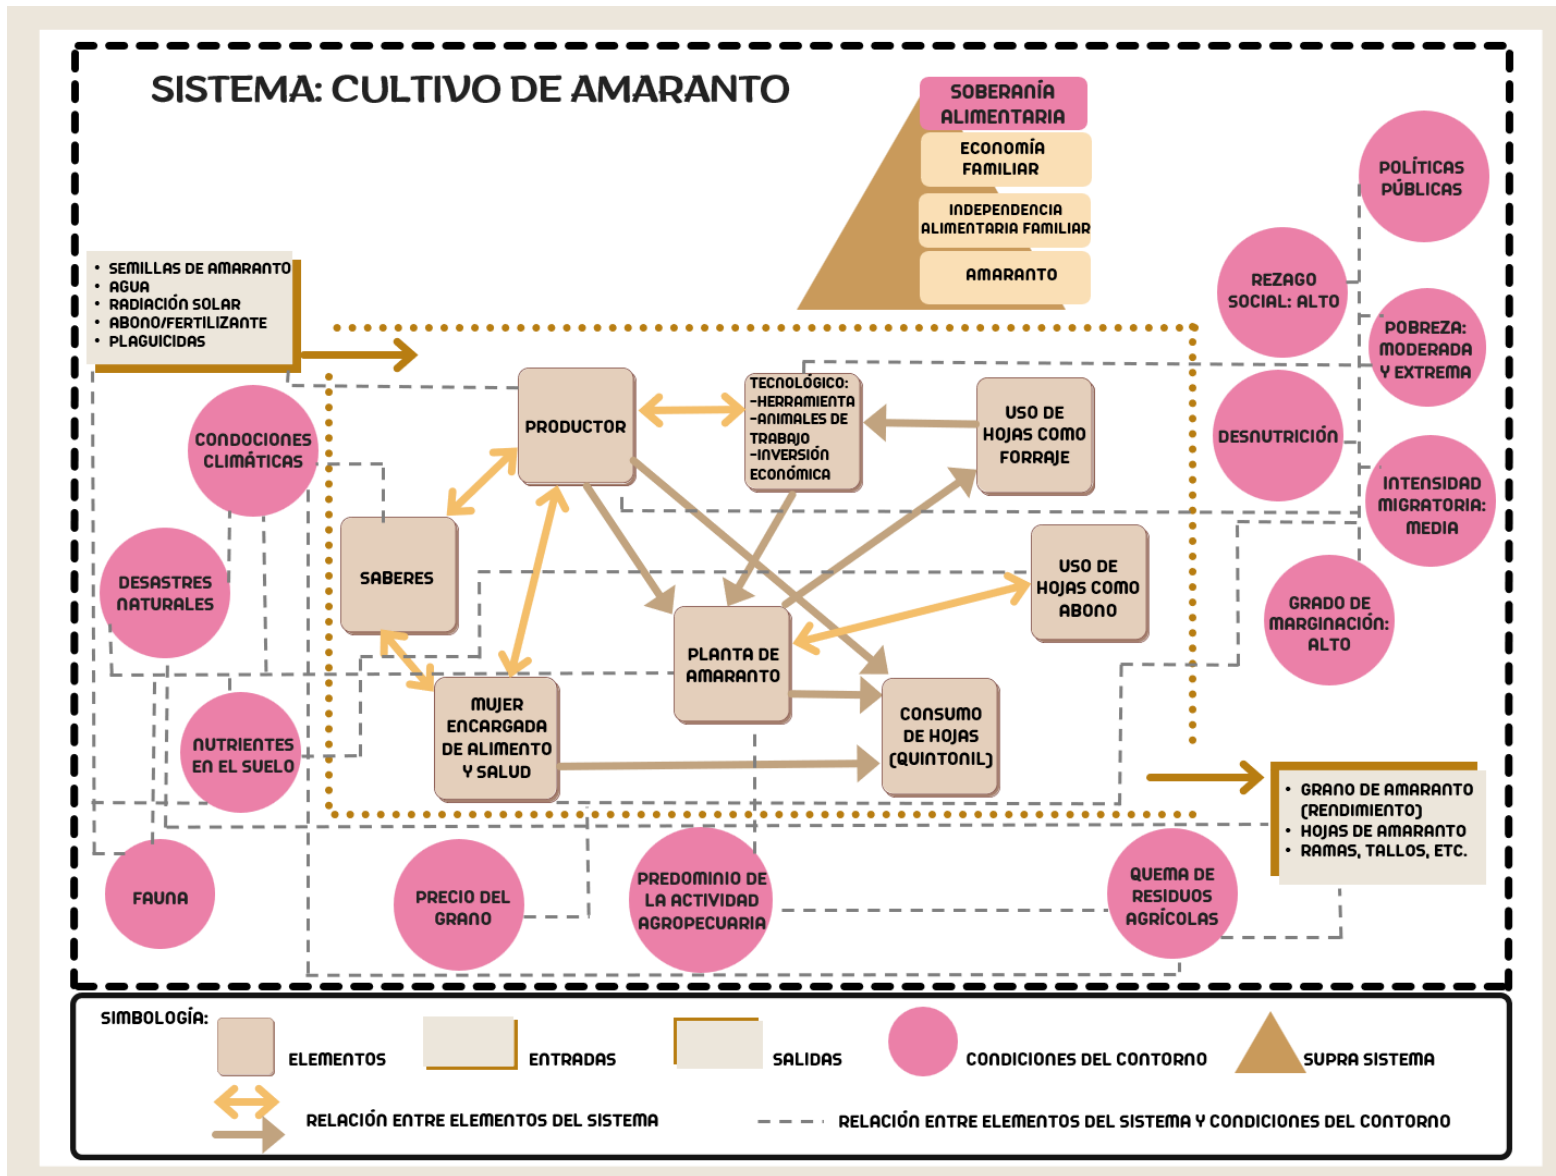 SISTEMA: CULTIVO DE AMARANTO
SOBERANÍA
ALIMENTARIA
ECONOMÍA
FAMILIAR
INDEPENDENCIA
ALIMENTARIA FAMILIAR
AMARANTO
POLÍTICAS
PÚBLICAS
REZAGO
SOCIAL: ALTO
POBREZA:
MODERADA
Y EXTREMA
DESNUTRICIÓN
INTENSIDAD
MIGRATORIA:
MEDIA
GRADO DE
MARGINACIÓN:
ALTO
• SEMILLAS DE AMARANTO
• AGUA
• RADIACIÓN SOLAR
• ABONO/FERTILIZANTE
• PLAGUICIDAS
CONDOCIONES
CLIMÁTICAS
DESASTRES
NATURALES
NUTRIENTES
EN EL SUELO
FAUNA
PRODUCTOR
TECNOLÓGICO:
-HERRAMIENTA
-ANIMALES DE
TRABAJO
-INVERSIÓN
ECONÓMICA
USO DE
HOJAS COMO
FORRAJE
SABERES
USO DE
HOJAS COMO
ABONO
PLANTA DE
AMARANTO
MUJER
ENCARGADA
DE ALIMENTO
Y SALUD
CONSUMO
DE HOJAS
(QUINTONIL)
• GRANO DE AMARANTO
(RENDIMIENTO)
• HOJAS DE AMARANTO
• RAMAS, TALLOS, ETC.
PRECIO DEL
GRANO
PREDOMINIO DE
LA ACTIVIDAD
AGROPECUARIA
QUEMA DE
RESIDUOS
AGRÍCOLAS
SIMBOLOGÍA:
ELEMENTOS
ENTRADAS
SALIDAS
CONDICIONES DEL CONTORNO
SUPRA SISTEMA
RELACIÓN ENTRE ELEMENTOS DEL SISTEMA
RELACIÓN ENTRE ELEMENTOS DEL SISTEMA Y CONDICIONES DEL CONTORNO